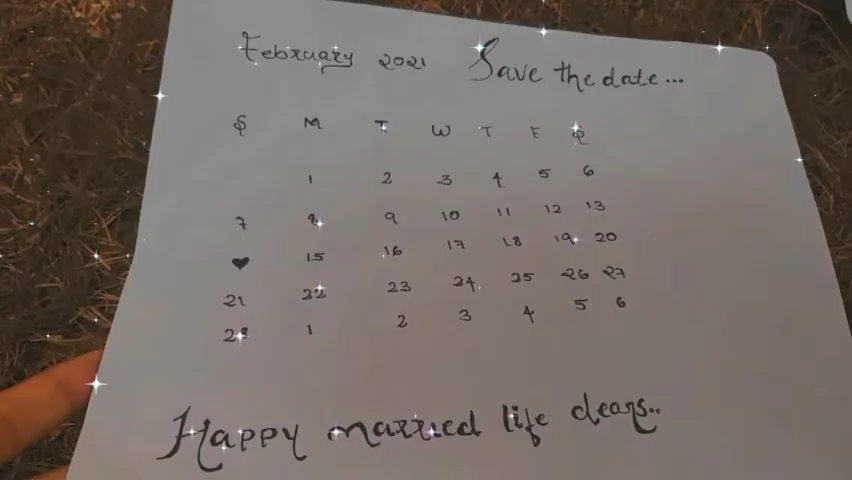 February 2021 Save the date...
S M T W T F S
1 2 3 4 5 6
7 8 9 10 11 12 13
♥ 15 16 17 18 19 20
21 22 23 24 25 26 27
28 1 2 3 4 5 6
Happy married life dears..